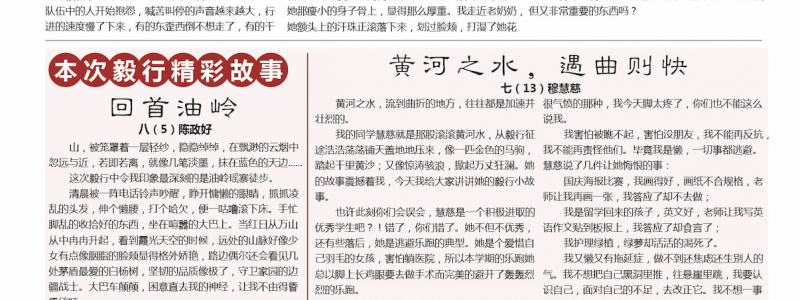 队伍中的人开始抱怨，喊苦叫停的声音越来越大，行
进的速度慢了下来，有的东歪西倒不想走了，有的干
她那瘦小的身子骨上，显得那么厚重。我走近老奶奶，
她额头上的汗珠正滚落下来，划过脸颊，打湿了她花
但又非常重要的东西吗？
本次毅行精彩故事
回首油岭
八（5）陈政好
山，被笼罩着一层轻纱，隐隐绰绰，在飘渺的云烟中
忽远与近，若即若离，就像几笔淡墨，抹在蓝色的天边……
这次毅行中令我印象最深刻的是油岭瑶寨徒步。
清晨被一阵电话铃声吵醒，睁开慵懒的眼睛，抓抓凌
乱的头发，伸个懒腰，打个哈欠，便一咕噜滚下床。手忙
脚乱的收拾好东西，坐在喧嚣的大巴上。当红日从万山
从中冉冉升起，看到霞光天空的时候，远处的山脉好像少
女有点像胭脂的脸颊显得格外娇艳，路边偶尔还会看见几
处茅盾最爱的白杨树，坚韧的品质像极了，守卫家园的边
疆战士。大巴车颠颠，困意直去我的神经，让我不由得昏
黄河之水，遇曲则快
七（13）穆慧慈
黄河之水，流到曲折的地方，往往都是加速并
壮烈的。
我的同学慧慈就是那股滚滚黄河水，从毅行征
途浩浩荡荡铺天盖地地压来，像一匹金色的马驹，
踏起千里黄沙；又像惊涛骇浪，掀起万丈狂澜。她
的故事震撼着我，今天我给大家讲讲她的毅行小故
事。
也许此刻你们会误会，慧慈是一个积极进取的
优秀学生吧？！错了，你们错了。她不但不优秀，
还有些落后，她是逃避乐跑的典型。她是个爱惜自
己羽毛的女孩，害怕躺医院，所以本学期的乐跑她
总以脚上长鸡眼要去做手术而完美的避开了轰轰烈
烈的乐跑。
很气愤的那种，我今天脚太疼了，你们也不能这么
说我。
我害怕被瞧不起，害怕没朋友，我不能再反抗，
我不能再责怪他们。毕竟我是懒，一切事都逃避。
慧慈说了几件让她悔恨的事：
国庆海报比赛，我画得好，画纸不合规格，老
师让我再画一张，我答应了却不去做；
我是留学回来的孩子，英文好，老师让我写英
语作文贴到板报上，我答应了却食言了；
我护理绿植，绿萝却活活的渴死了。
我又懒又有拖延症，做不到还焦虑还生别人的
气。我不想把自己黑洞里推，往悬崖里跳，我要认
识自己，面对自己的不足，去改正它。我不想一事